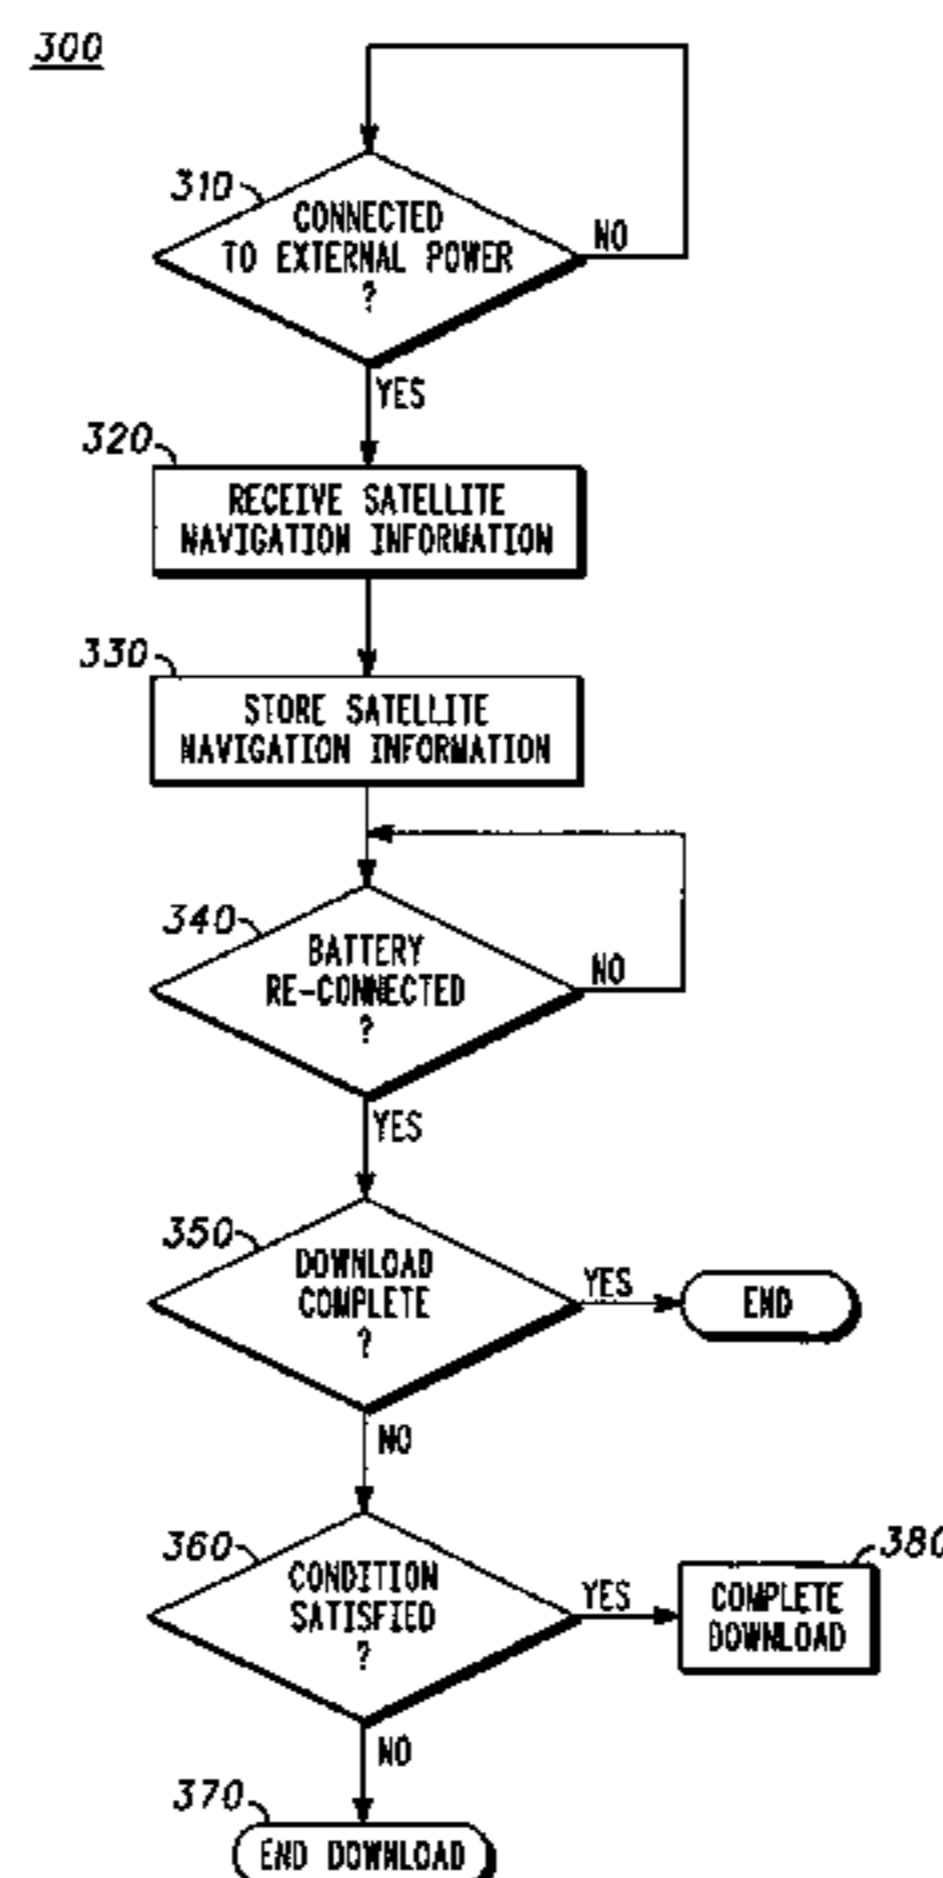 300
310
CONNECTED
TO EXTERNAL POWER
?
NO
YES
320
RECEIVE SATELLITE
NAVIGATION INFORMATION
330
STORE SATELLITE
NAVIGATION INFORMATION
340
BATTERY
RE-CONNECTED
?
NO
YES
350
DOWNLOAD
COMPLETE
?
YES
END
NO
360
CONDITION
SATISFIED
?
YES
380
COMPLETE
DOWNLOAD
NO
370
END DOWNLOAD